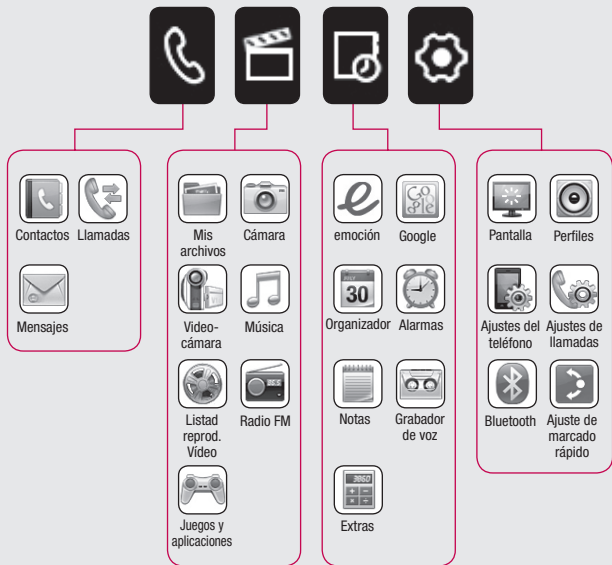 Contactos
Llamadas
Mensajes
Mis
archivos
Cámara
Video-
cámara
Música
Listad
reprod.
Vídeo
Radio FM
Juegos y
aplicaciones
emoción
Google
30
Organizador
Alarmas
Notas
Grabador
de voz
Extras
Pantalla
Perfiles
Ajustes del
teléfono
Ajustes de
llamadas
Bluetooth
Ajuste de
marcado
rápido